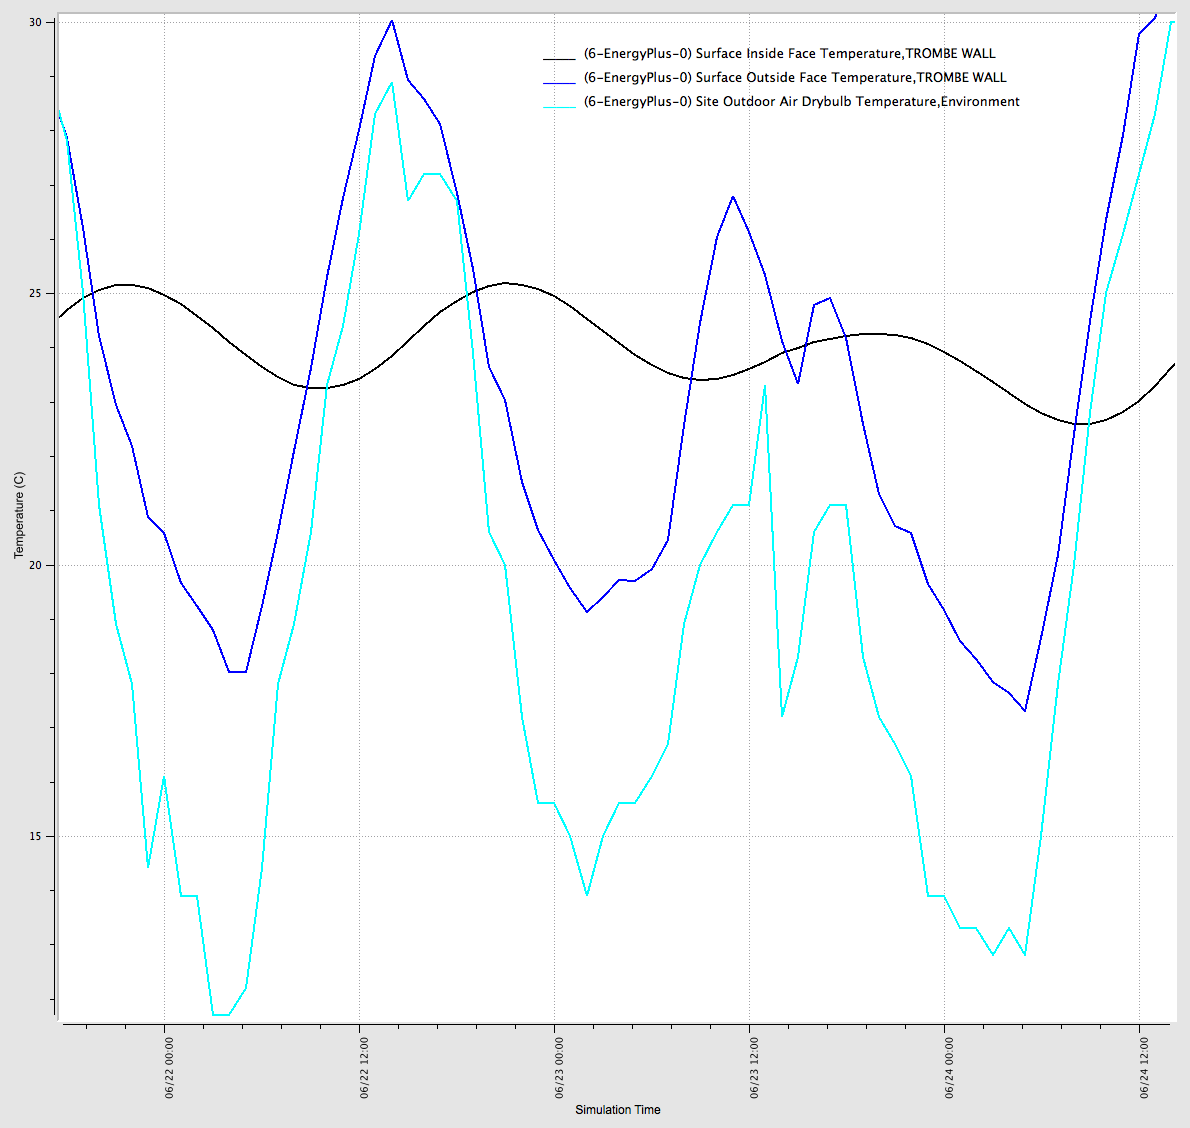 30
(6-EnergyPlus-0) Surface Inside Face Temperature,TROMBE WALL
(6-EnergyPlus-0) Surface Outside Face Temperature,TROMBE WALL
(6-EnergyPlus-0) Site Outdoor Air Drybulb Temperature,Environment
25
Temperature (C)
20
15
06/22 00:00
06/22 12:00
06/23 00:00
06/23 12:00
06/24 00:00
06/24 12:00
Simulation Time